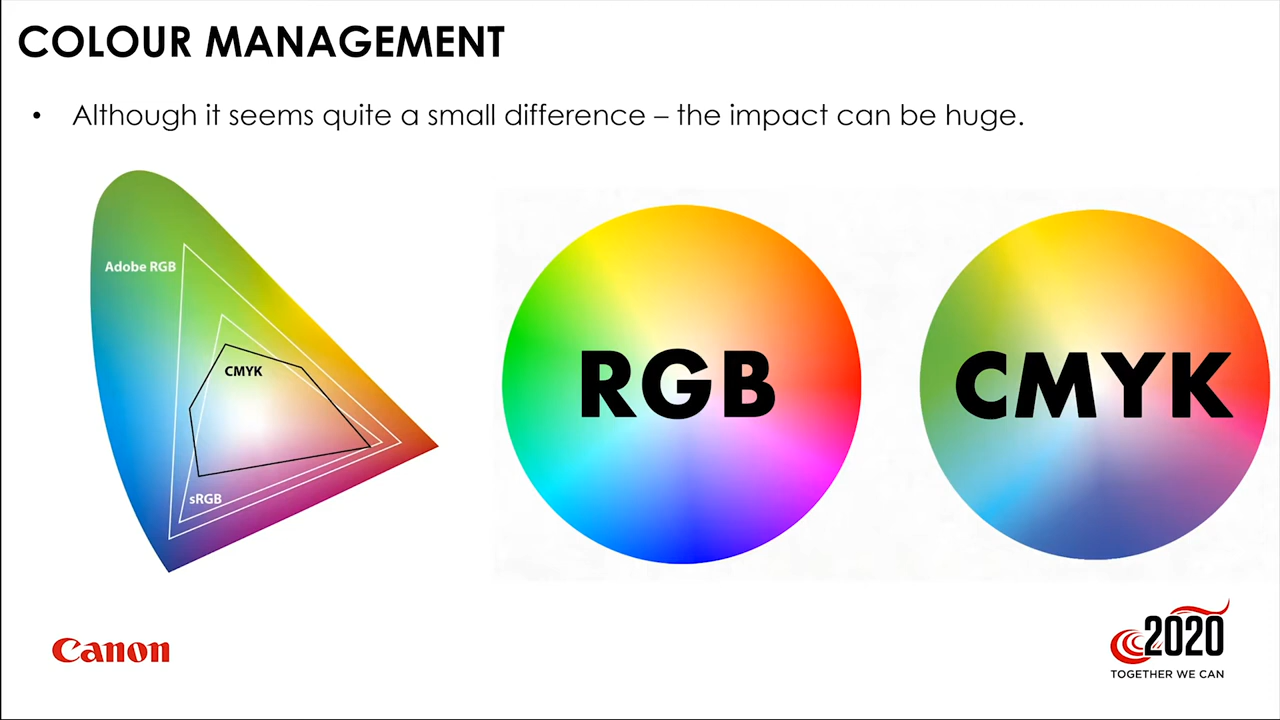 COLOUR MANAGEMENT
• Although it seems quite a small difference – the impact can be huge.
Adobe RGB
CMYK
sRGB
RGB
CMYK
Canon
2020
TOGETHER WE CAN